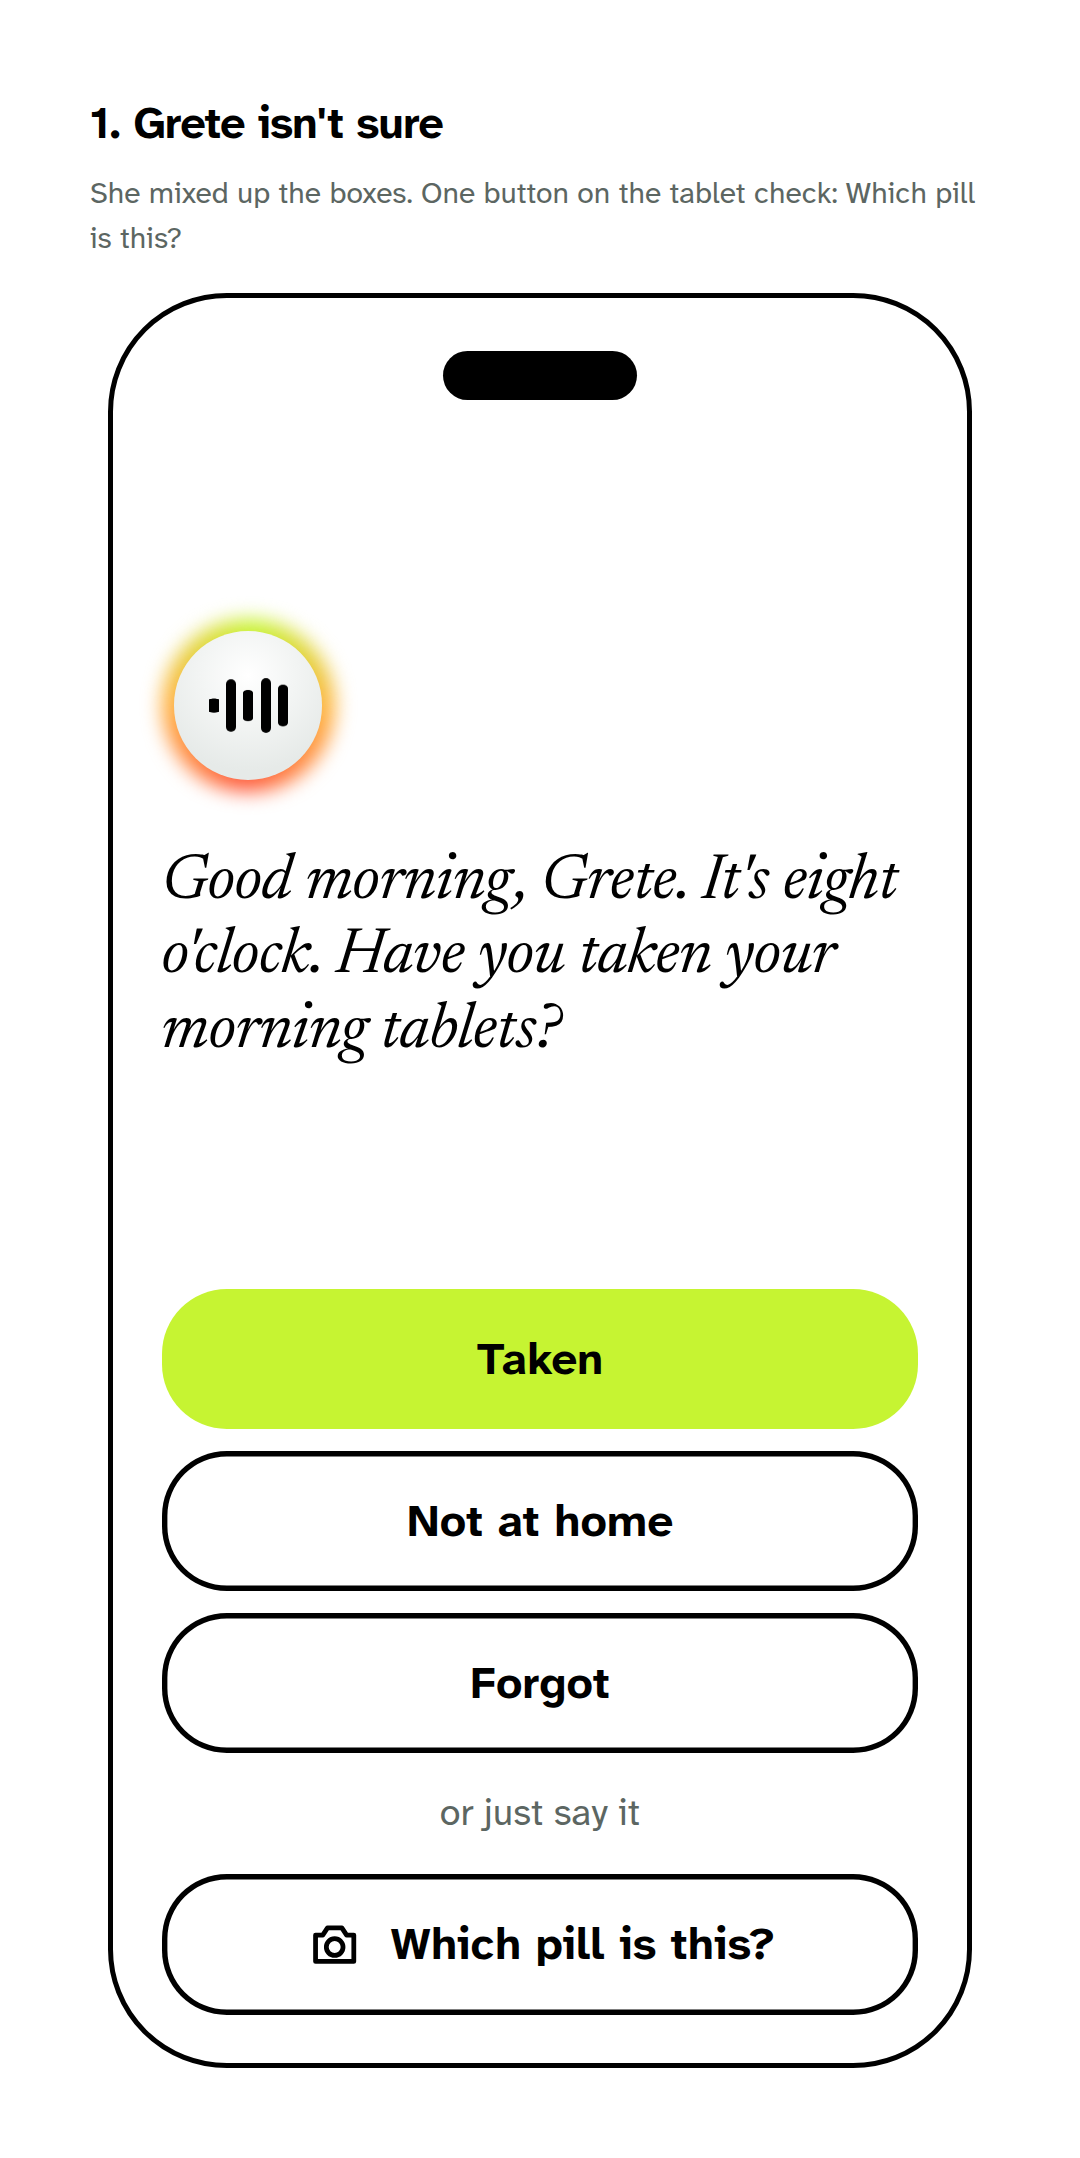 1. Grete isn't sure
She mixed up the boxes. One button on the tablet check: Which pill
is this?
Good morning, Grete. It's eight
o'clock. Have you taken your
morning tablets?
Taken
Not at home
Forgot
or just say it
Which pill is this?